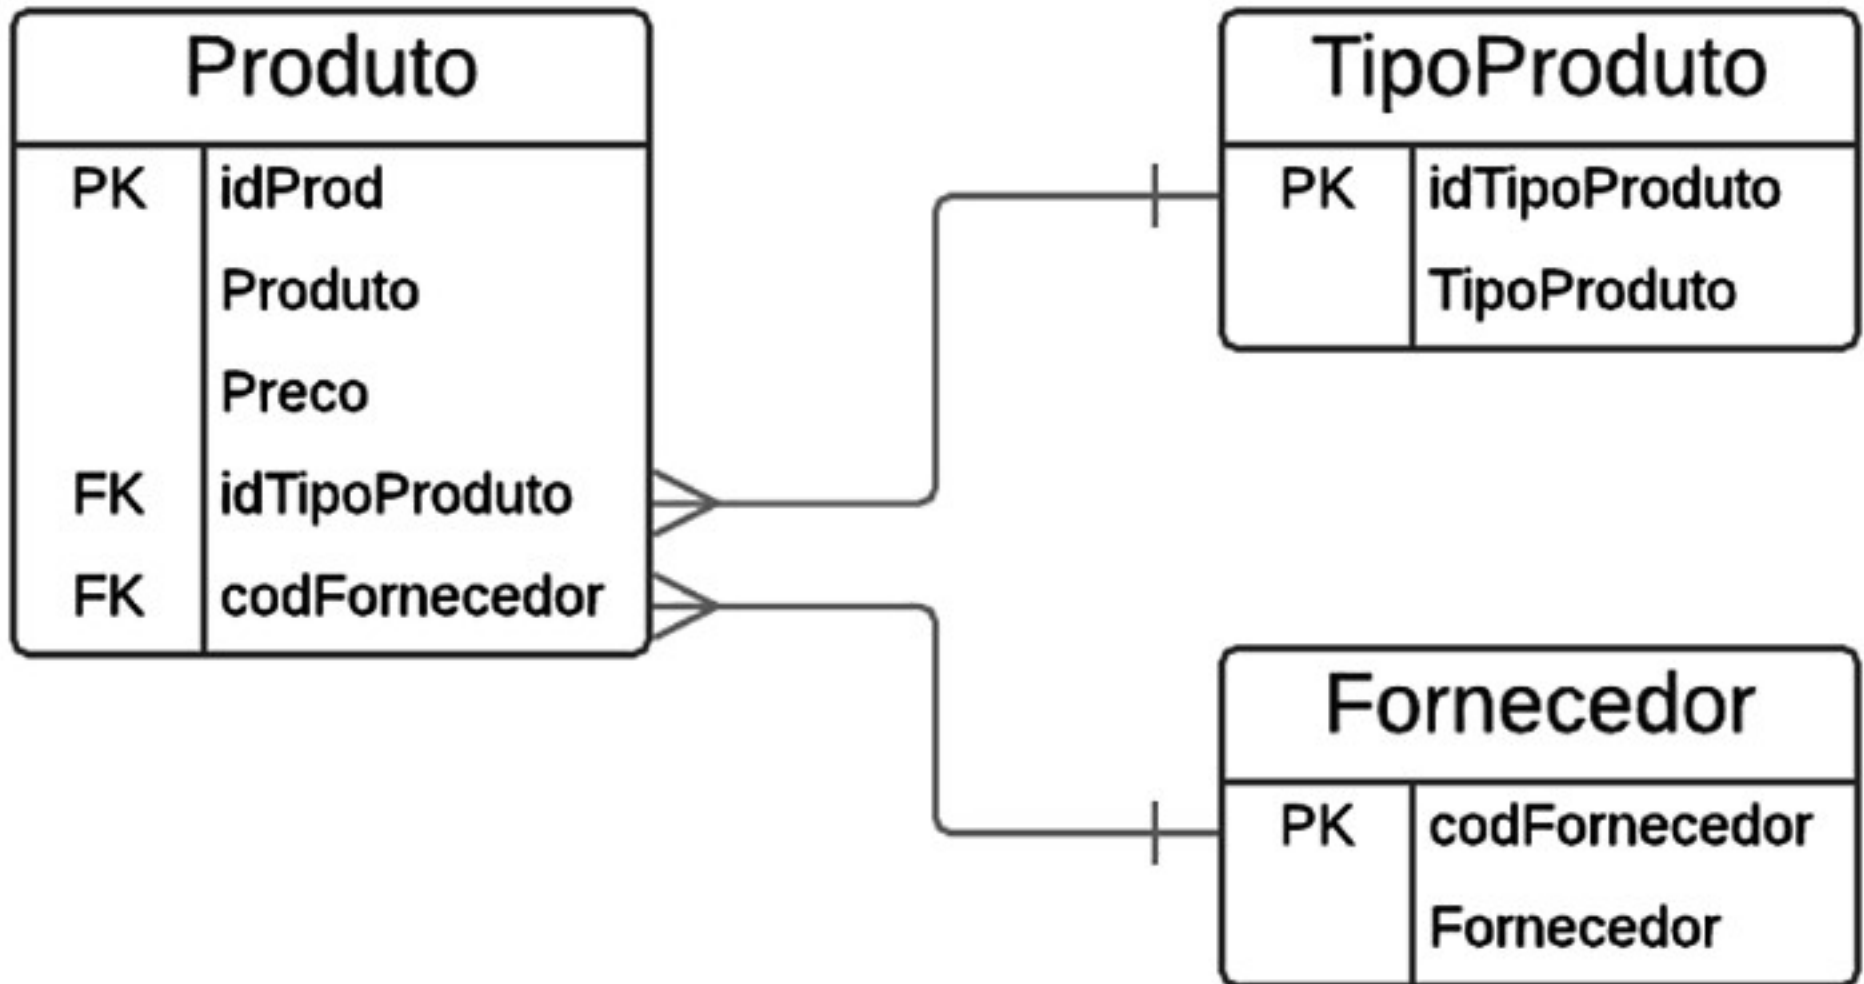 Produto
PK idProd
Produto
Preco
FK idTipoProduto
FK codFornecedor
TipoProduto
PK idTipoProduto
TipoProduto
Fornecedor
PK codFornecedor
Fornecedor